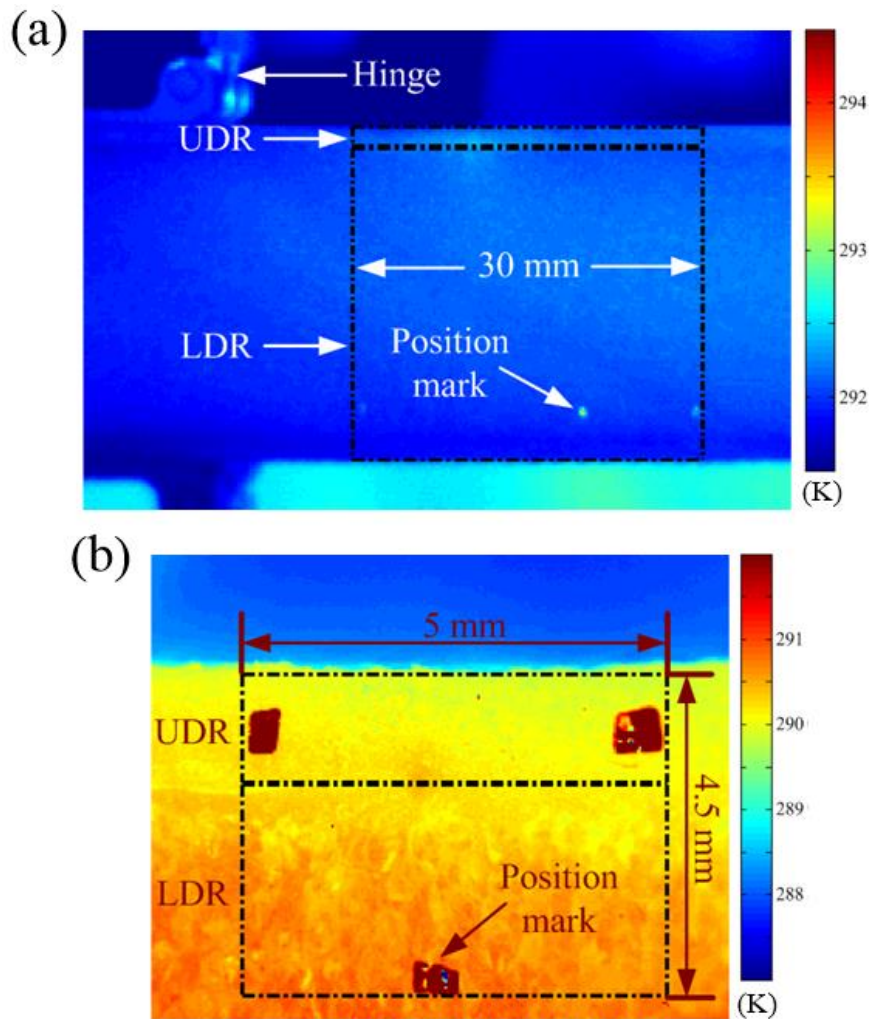 (a)
Hinge
UDR
30 mm
LDR
Position
mark
294
293
292
(K)
(b)
5 mm
UDR
4.5 mm
LDR
Position
mark
291
290
289
288
(K)